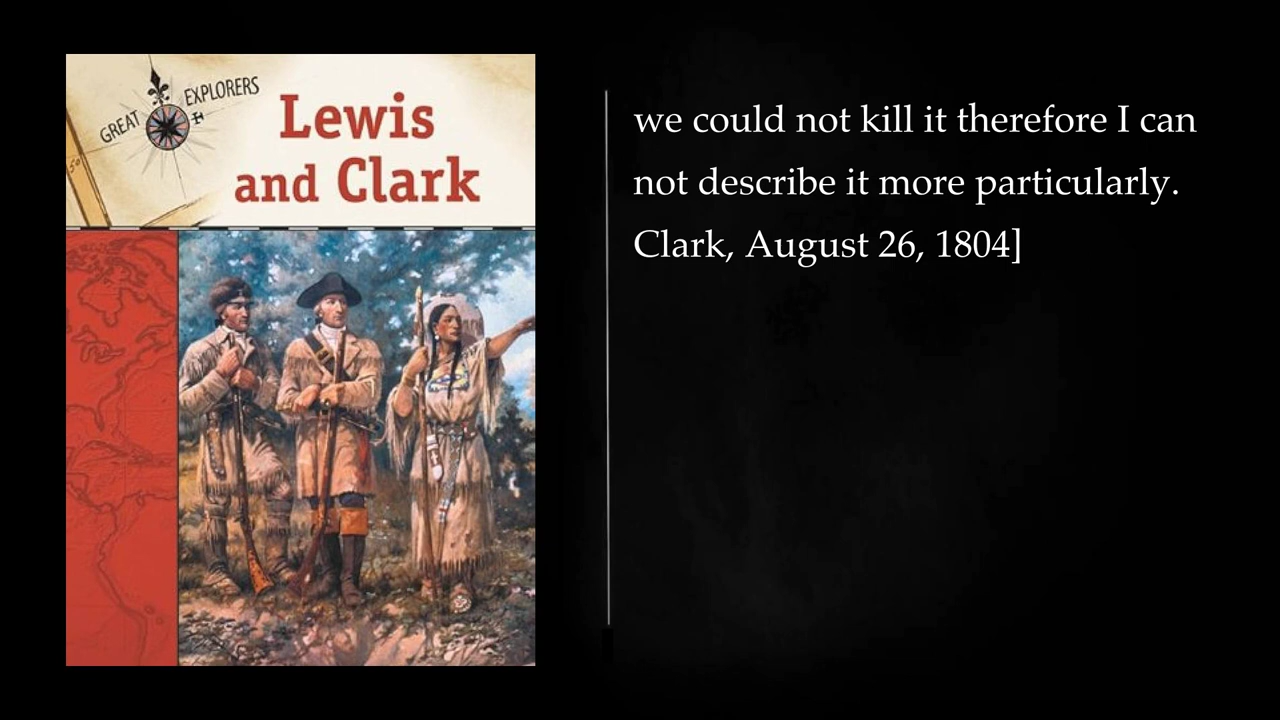 GREAT EXPLORERS
Lewis
and Clark
50
we could not kill it therefore I can
not describe it more particularly.
Clark, August 26, 1804]